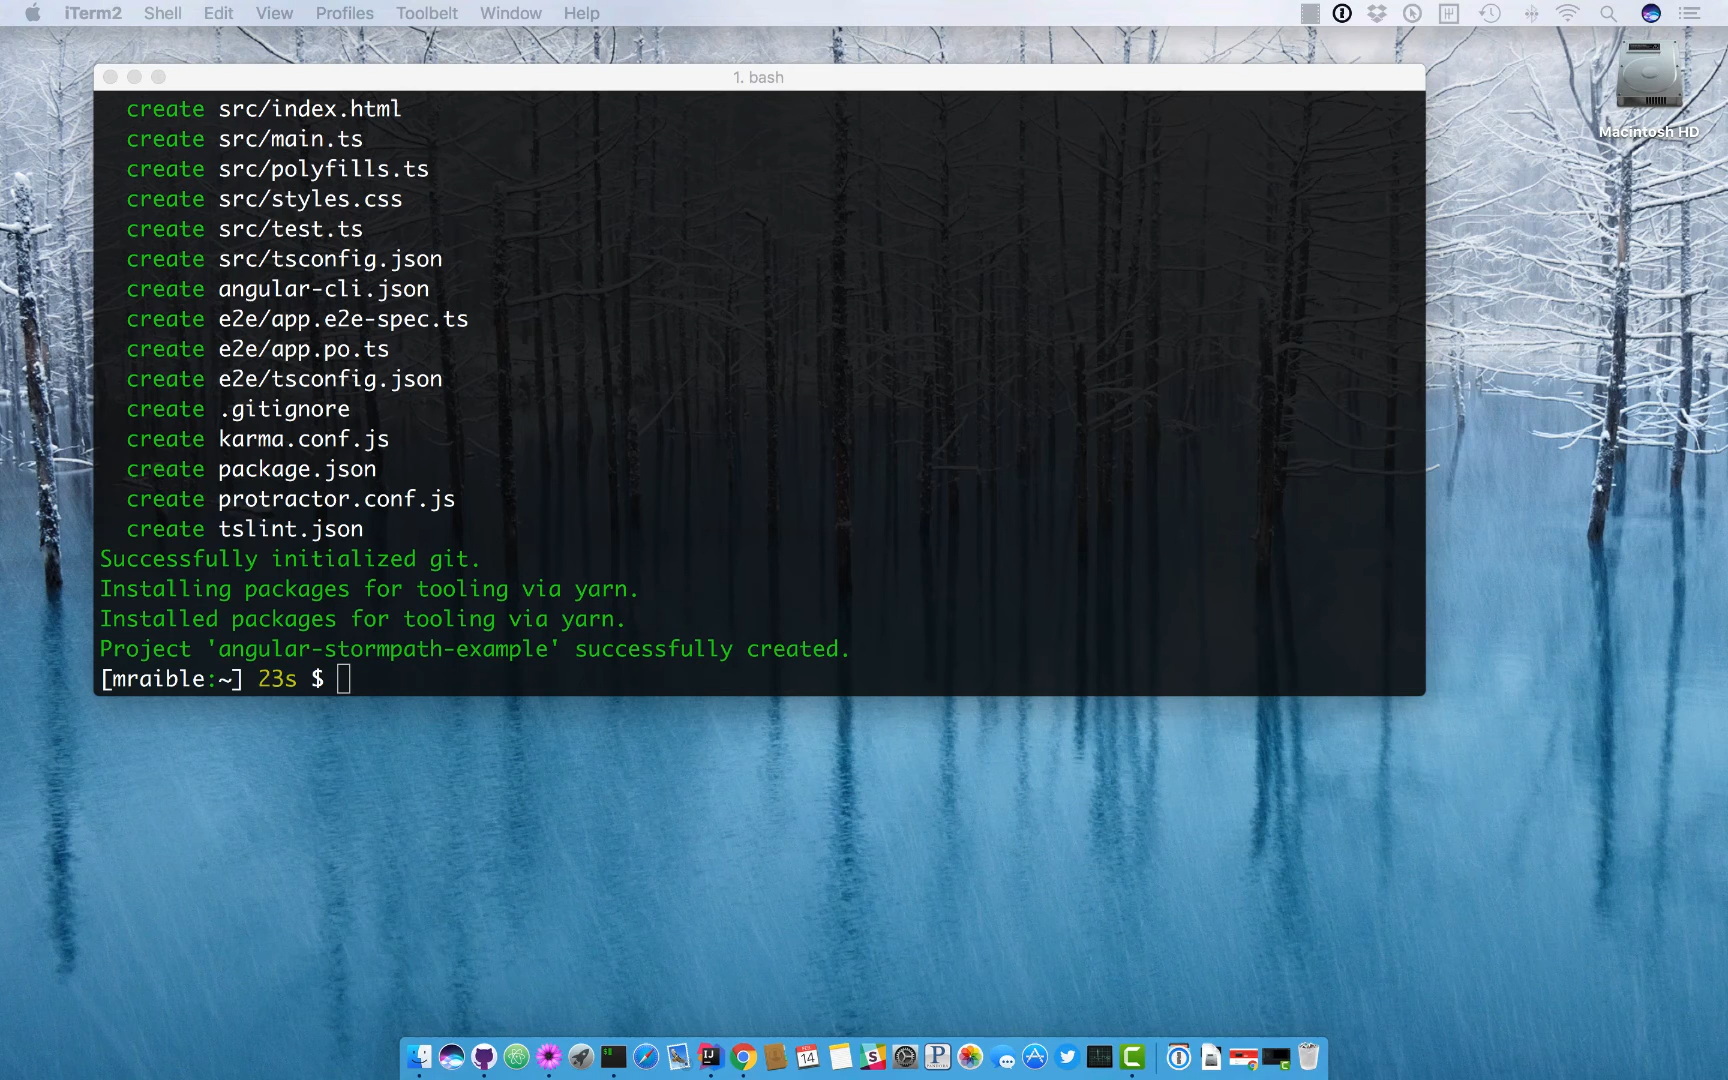 iTerm2 Shell Edit View Profiles Toolbelt Window Help
1. bash
Macintosh HD
create src/index.html
create src/main.ts
create src/polyfills.ts
create src/styles.css
create src/test.ts
create src/tsconfig.json
create angular-cli.json
create e2e/app.e2e-spec.ts
create e2e/app.po.ts
create e2e/tsconfig.json
create .gitignore
create karma.conf.js
create package.json
create protractor.conf.js
create tslint.json
Successfully initialized git.
Installing packages for tooling via yarn.
Installed packages for tooling via yarn.
Project 'angular-stormpath-example' successfully created.
[mraible:~] 23s $
IJ
14
S
P